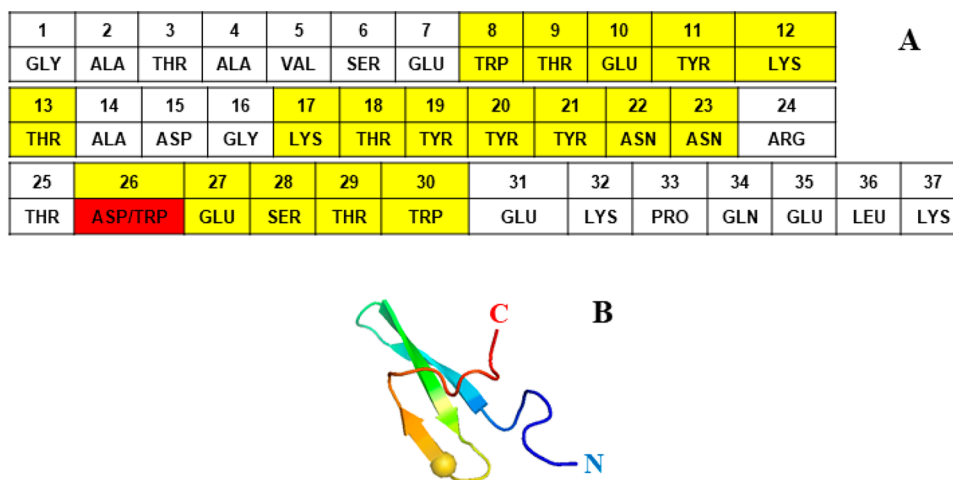 1 2 3 4 5 6 7 8 9 10 11 12 A
GLY ALA THR ALA VAL SER GLU TRP THR GLU TYR LYS
13 14 15 16 17 18 19 20 21 22 23 24
THR ALA ASP GLY LYS THR TYR TYR TYR ASN ASN ARG
25 26 27 28 29 30 31 32 33 34 35 36 37
THR ASP/TRP GLU SER THR TRP GLU LYS PRO GLN GLU LEU LYS
C B
N